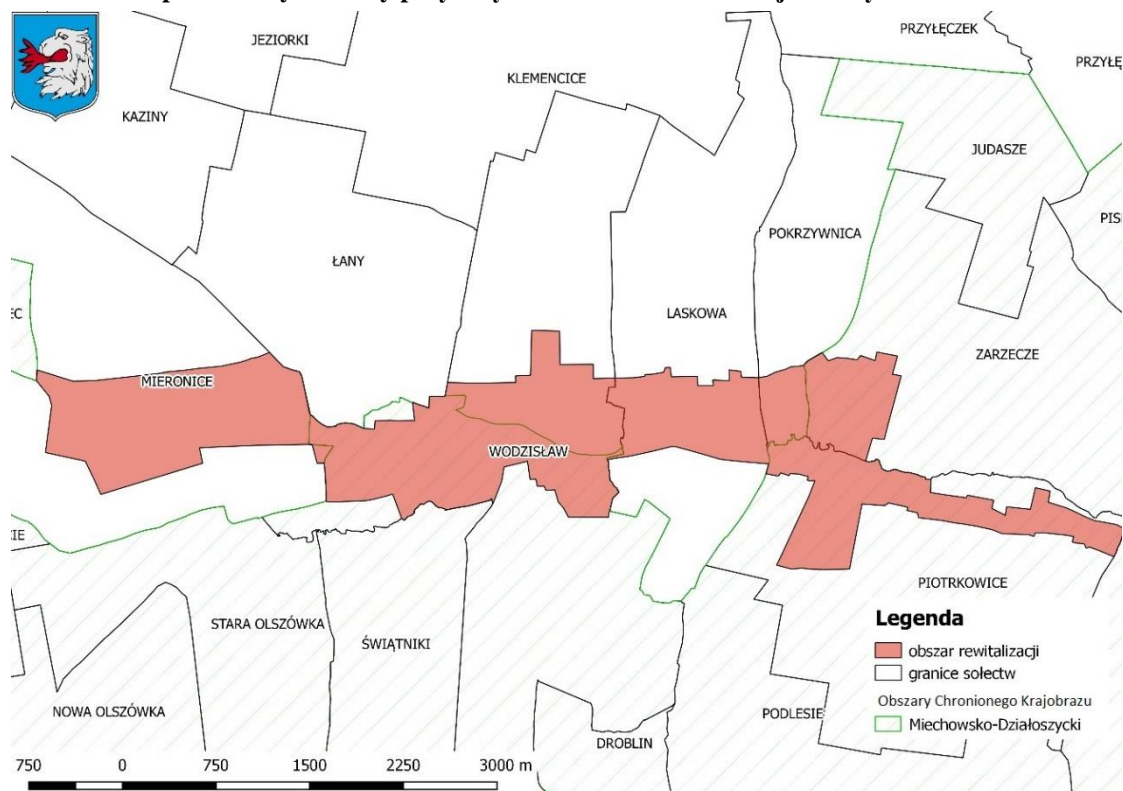 JEZIORKI
PRZYŁĘCZEK
KLEMENCICE
KAZINY
JUDASZE
POKRZYWNICA
ŁANY
LASKOWA
ZARZECZE
MIERONICE
WODZISŁAW
PIOTRKOWICE
STARA OLSZÓWKA
ŚWIĄTNIKI
NOWA OLSZÓWKA
PODLESIE
DROBLIN
Legenda
obszar rewitalizacji
granice sołectw
Obszary Chronionego Krajobrazu
Miechowsko-Działoszycki
750 0 750 1500 2250 3000 m